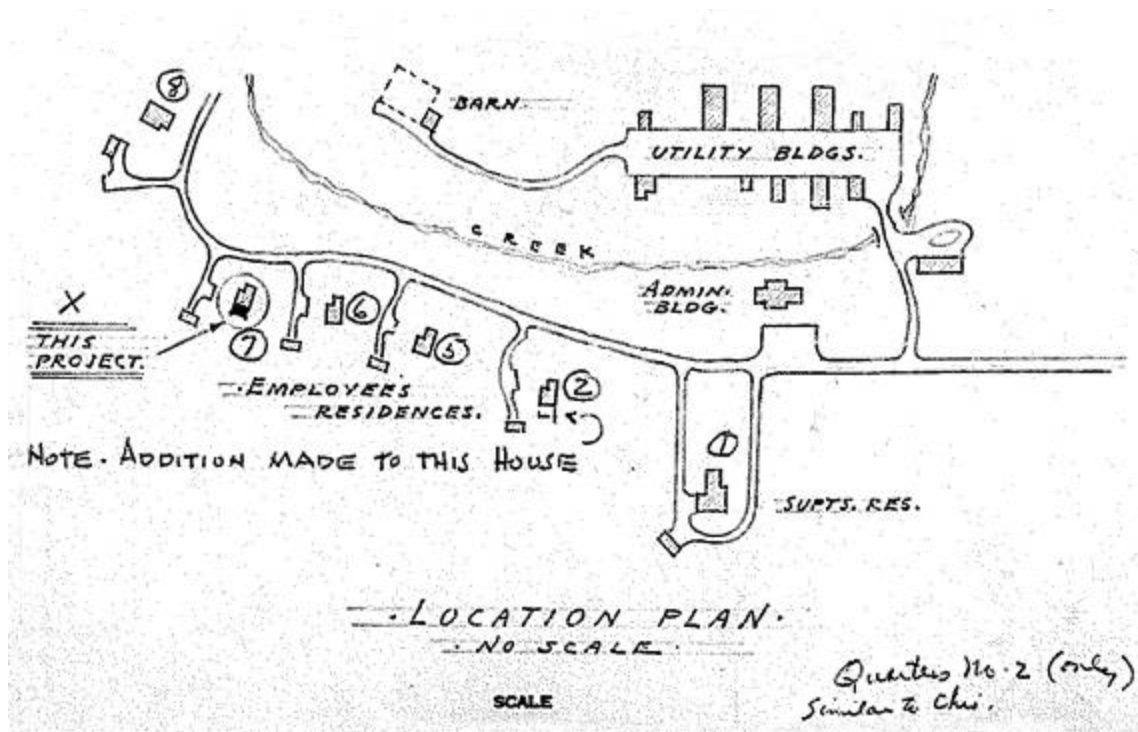 8
BARN
UTILITY BLDGS.
CREEK
ADMIN.
BLDG.
X
THIS
PROJECT.
7
6
5
2
1
· EMPLOYEES
RESIDENCES.
NOTE. ADDITION MADE TO THIS HOUSE
SUPTS. RES.
· LOCATION PLAN ·
· NO SCALE ·
SCALE
Quarters No. 2 (only)
Similar to this.